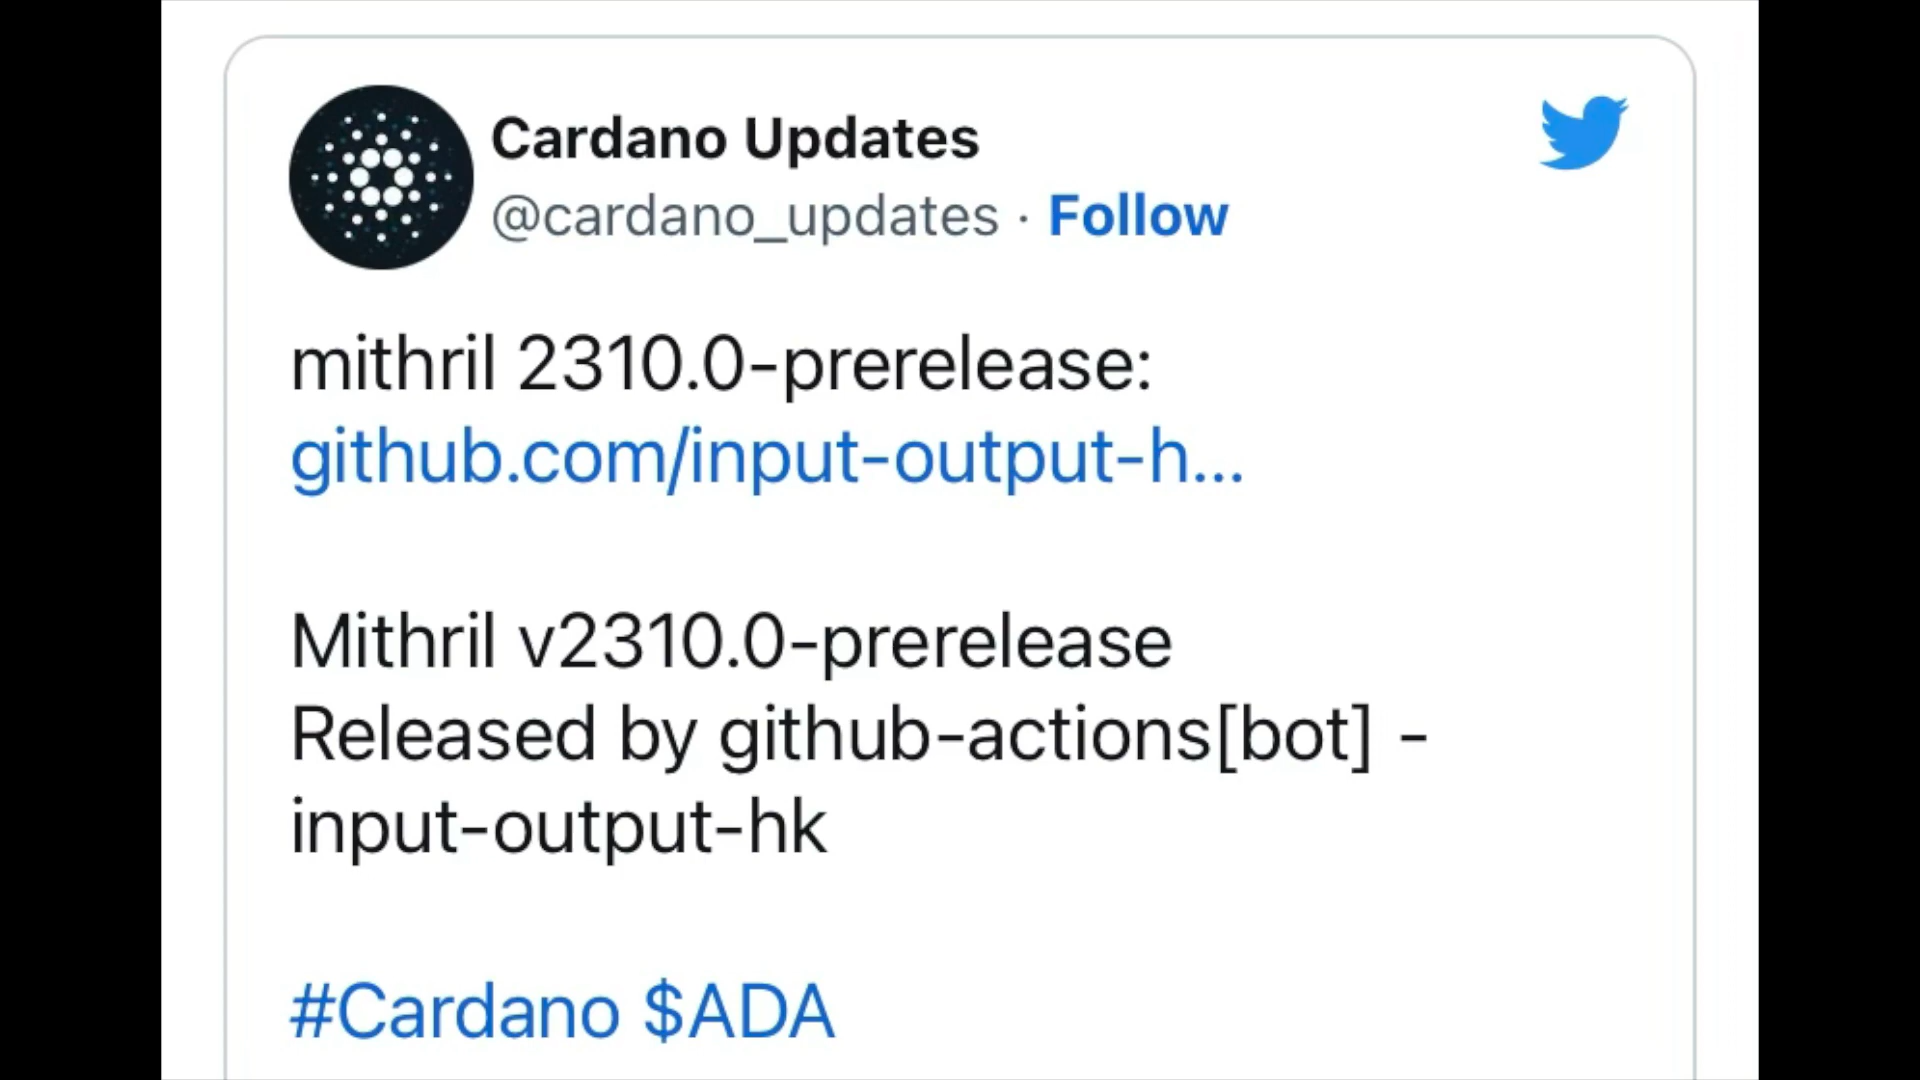 Cardano Updates
@cardano_updates · Follow
mithril 2310.0-prerelease:
github.com/input-output-h...
Mithril v2310.0-prerelease
Released by github-actions[bot] -
input-output-hk
#Cardano $ADA